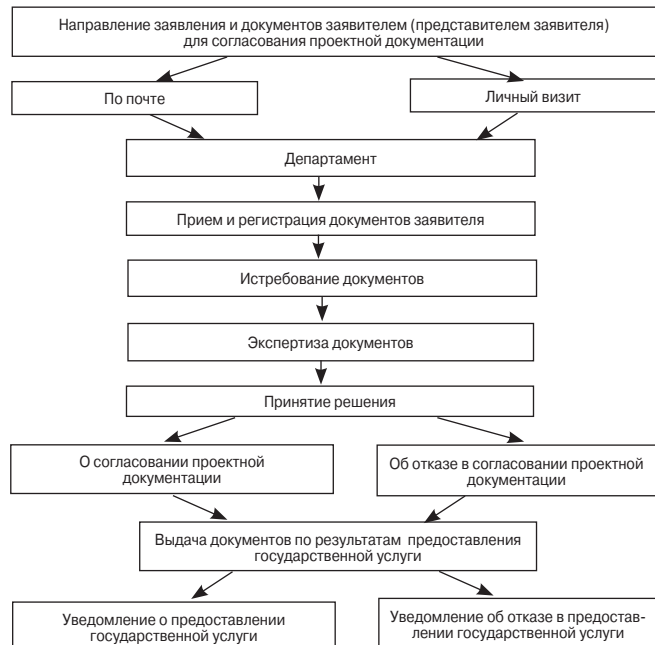 Направление заявления и документов заявителем (представителем заявителя)
для согласования проектной документации
По почте
Личный визит
Департамент
Прием и регистрация документов заявителя
Истребование документов
Экспертиза документов
Принятие решения
О согласовании проектной
документации
Об отказе в согласовании проектной
документации
Выдача документов по результатам предоставления
государственной услуги
Уведомление о предоставлении
государственной услуги
Уведомление об отказе в предостав-
лении государственной услуги